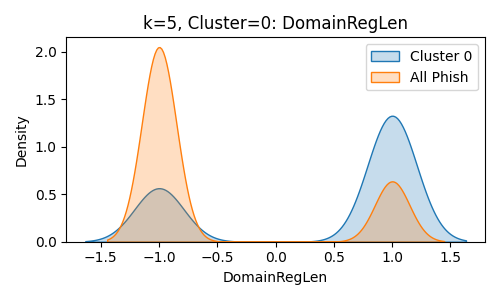 k=5, Cluster=0: DomainRegLen
Cluster 0
All Phish
Density
2.0
1.5
1.0
0.5
0.0
−1.5 −1.0 −0.5 0.0 0.5 1.0 1.5
DomainRegLen